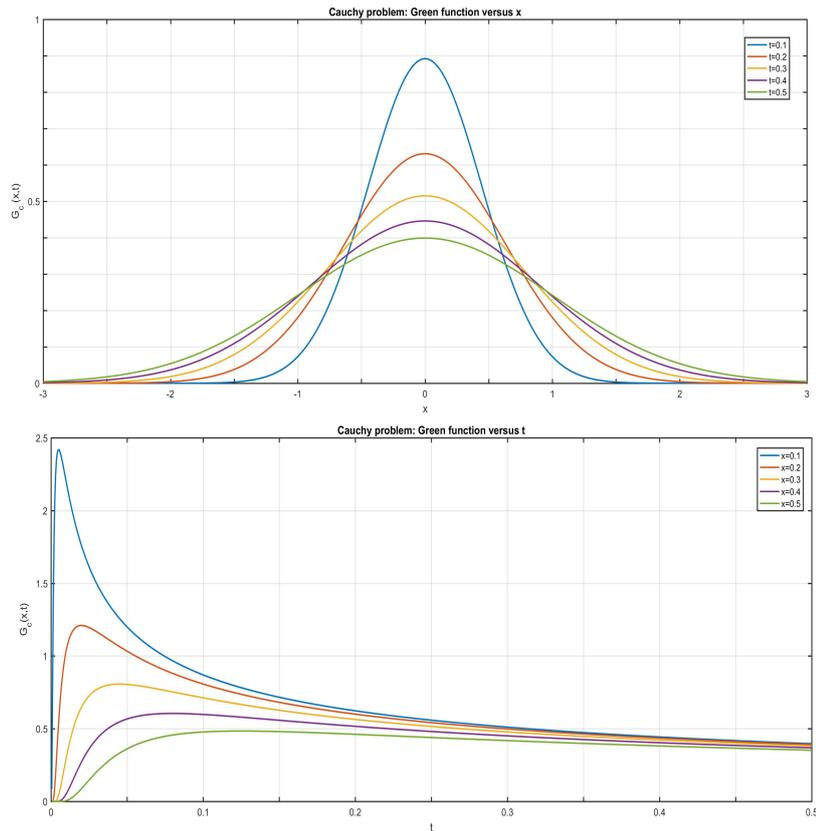 Cauchy problem: Green function versus x
1
t=0.1
t=0.2
t=0.3
t=0.4
t=0.5
G_c (x,t)
0.5
0
-3 -2 -1 0 1 2 3
x
Cauchy problem: Green function versus t
2.5
x=0.1
x=0.2
x=0.3
x=0.4
x=0.5
2
1.5
G_c(x,t)
1
0.5
0
0 0.1 0.2 0.3 0.4 0.5
t